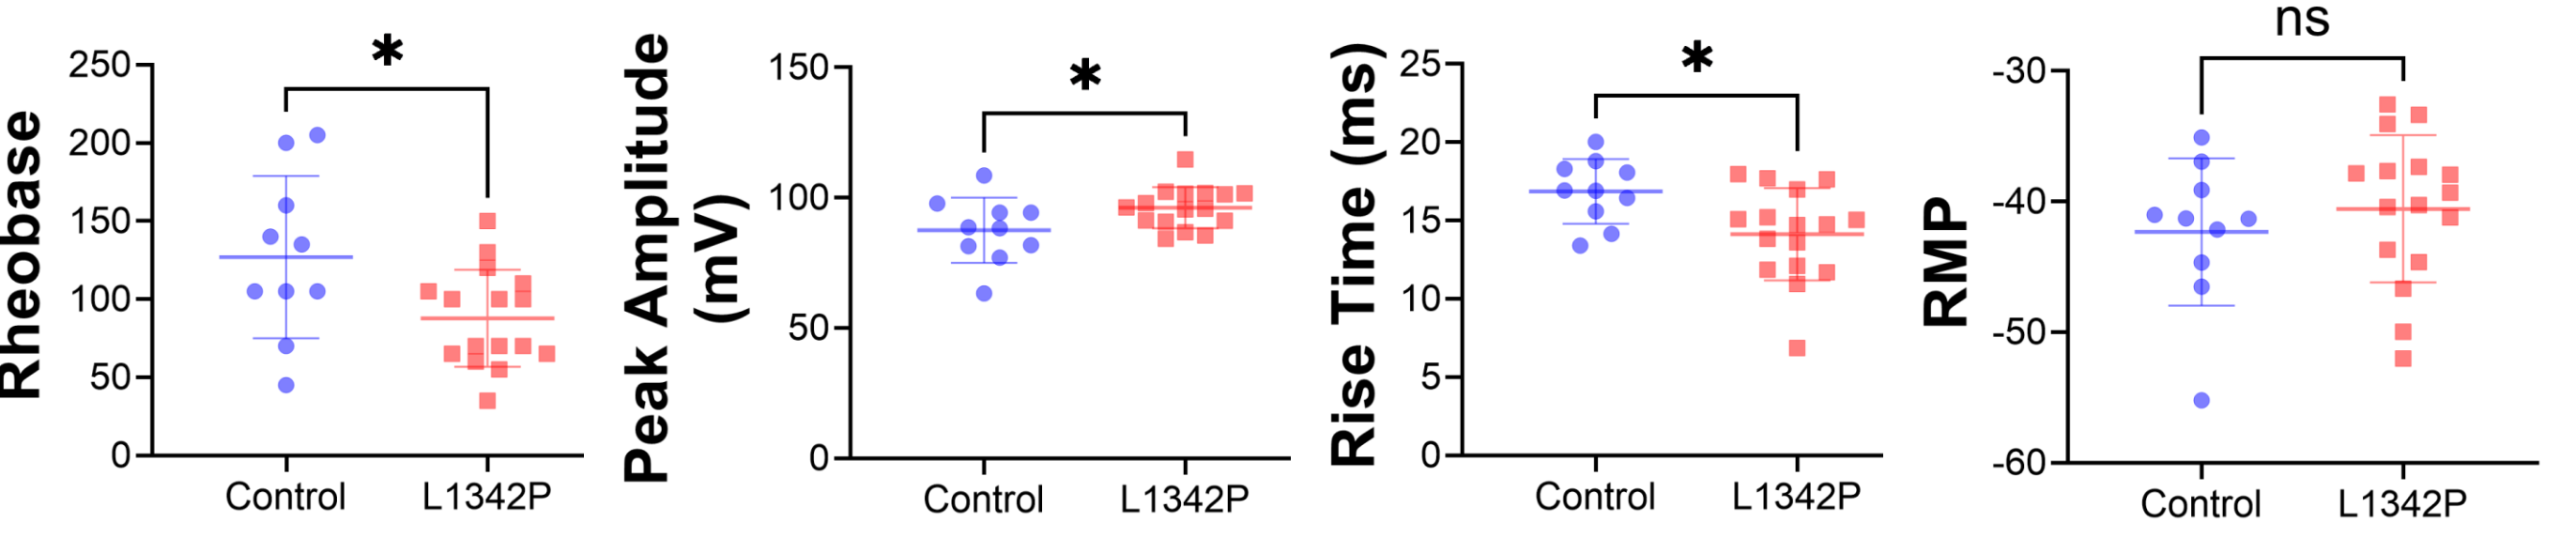 Rheobase
250
200
150
100
50
0
*
Control
L1342P
Peak Amplitude
(mV)
150
100
50
0
*
Control
L1342P
Rise Time (ms)
25
20
15
10
5
0
*
Control
L1342P
RMP
-30
-40
-50
-60
ns
Control
L1342P